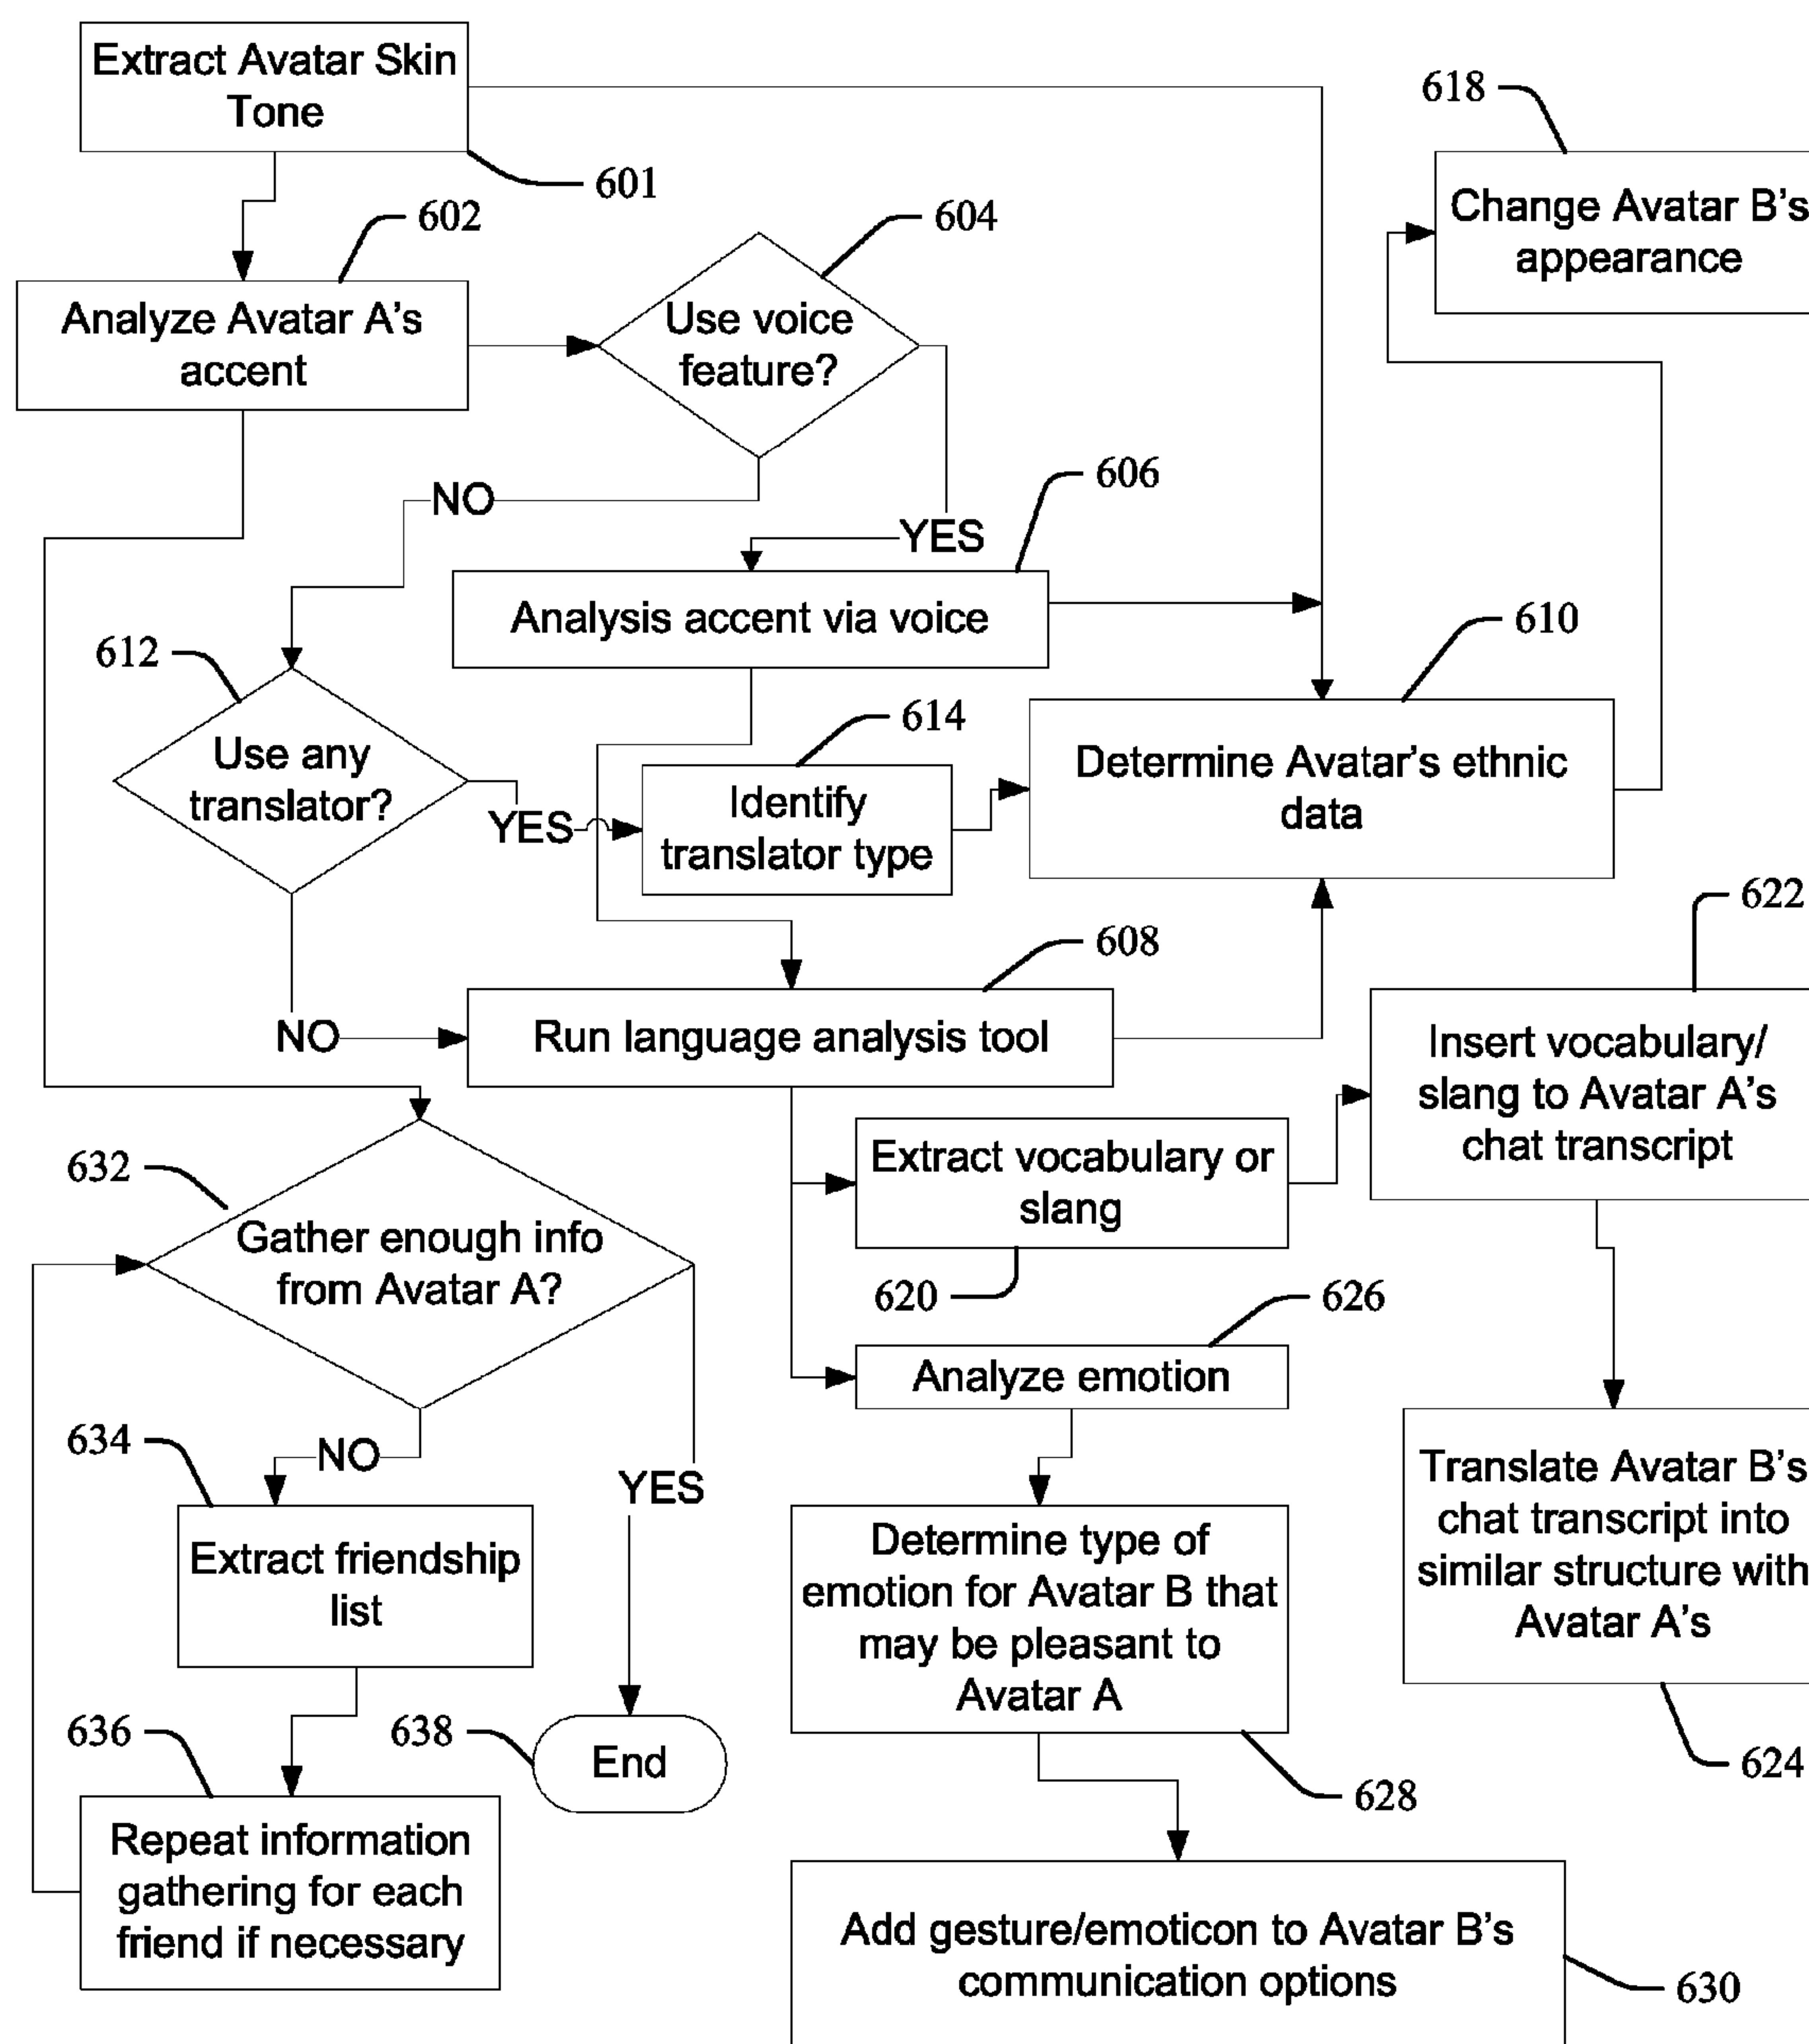 Extract Avatar Skin
Tone
601
618
Change Avatar B's
appearance
602
604
Analyze Avatar A's
accent
Use voice
feature?
NO
YES
606
Analysis accent via voice
610
612
Use any
translator?
YES
614
Identify
translator type
Determine Avatar's ethnic
data
622
608
NO
Run language analysis tool
Insert vocabulary/
slang to Avatar A's
chat transcript
632
Gather enough info
from Avatar A?
Extract vocabulary or
slang
620
626
Analyze emotion
634
NO
YES
Extract friendship
list
Determine type of
emotion for Avatar B that
may be pleasant to
Avatar A
Translate Avatar B's
chat transcript into
similar structure with
Avatar A's
636
638
End
628
624
Repeat information
gathering for each
friend if necessary
Add gesture/emoticon to Avatar B's
communication options
630